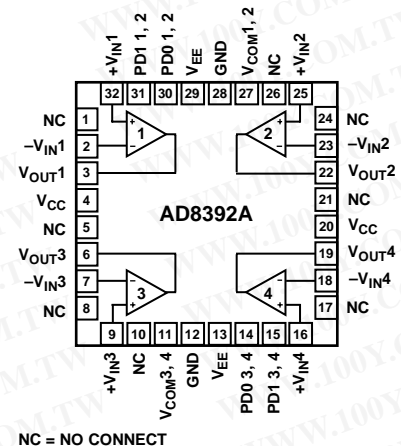 +VIN1
PD1 1, 2
PD0 1, 2
VEE
GND
VCOM1, 2
NC
+VIN2
32 31 30 29 28 27 26 25
NC 1
–VIN1 2
VOUT1 3
VCC 4
NC 5
VOUT3 6
–VIN3 7
NC 8
+ – 1
+ – 2
AD8392A
– + 3
– + 4
24 NC
23 –VIN2
22 VOUT2
21 NC
20 VCC
19 VOUT4
18 –VIN4
17 NC
9 10 11 12 13 14 15 16
+VIN3
NC
VCOM3, 4
GND
VEE
PD0 3, 4
PD1 3, 4
+VIN4
NC = NO CONNECT
WWW.100Y.COM.TW